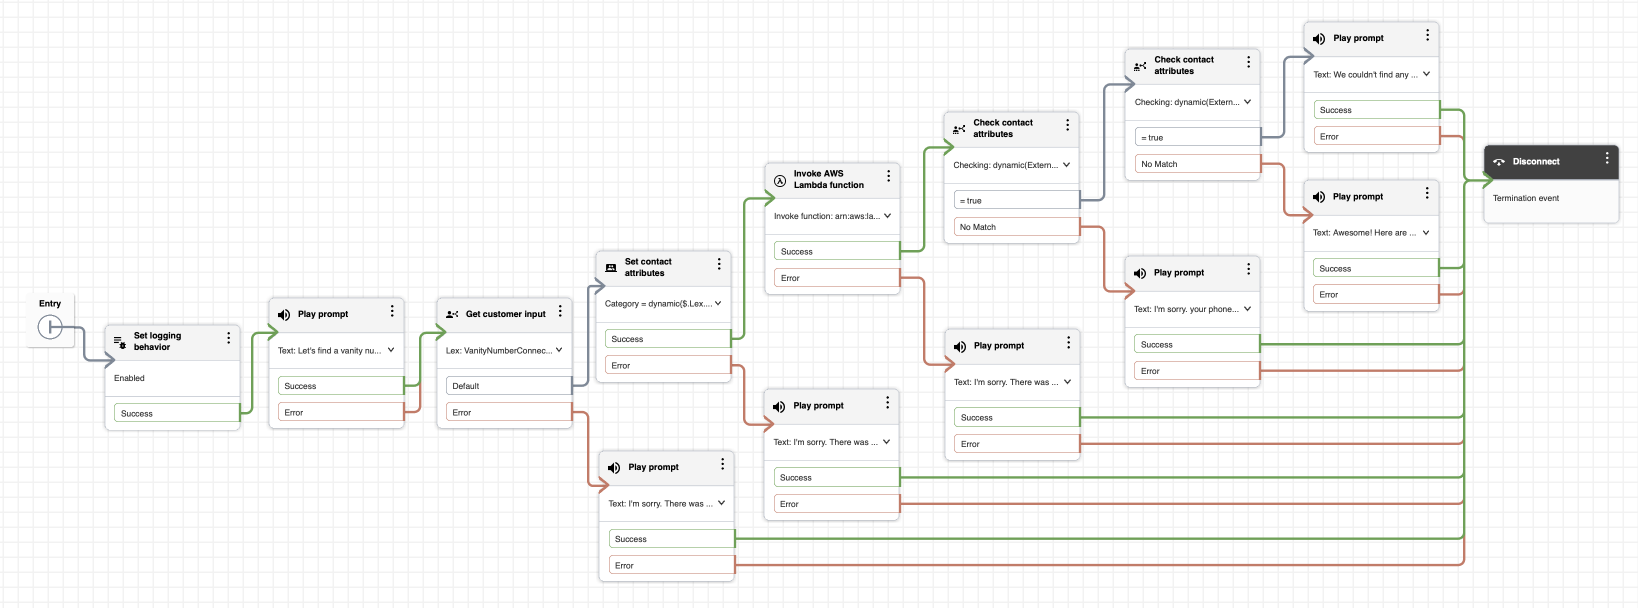 Entry
Set logging
behavior
Enabled
Success
Play prompt
Text: Let's find a vanity nu...
Success
Error
Get customer input
Lex: VanityNumberConnec...
Default
Error
Set contact
attributes
Category = dynamic($.Lex....
Success
Error
Play prompt
Text: I'm sorry. There was ...
Success
Error
Invoke AWS
Lambda function
Invoke function: arn:aws:la...
Success
Error
Play prompt
Text: I'm sorry. There was ...
Success
Error
Check contact
attributes
Checking: dynamic(Extern...
= true
No Match
Play prompt
Text: I'm sorry. There was ...
Success
Error
Check contact
attributes
Checking: dynamic(Extern...
= true
No Match
Play prompt
Text: I'm sorry. your phone...
Success
Error
Play prompt
Text: We couldn't find any ...
Success
Error
Play prompt
Text: Awesome! Here are ...
Success
Error
Disconnect
Termination event